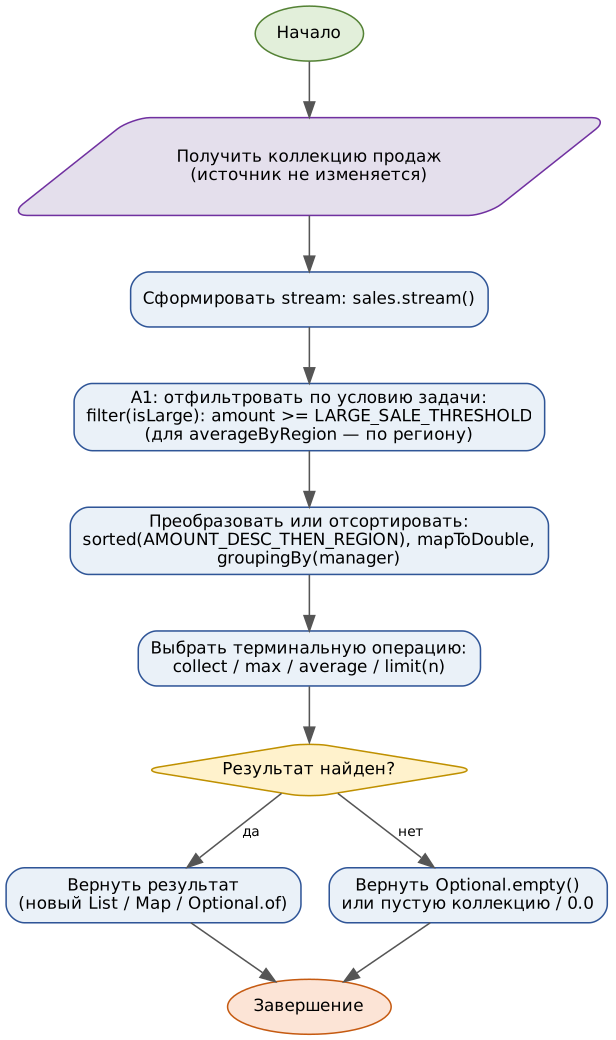 Начало
Получить коллекцию продаж
(источник не изменяется)
Сформировать stream: sales.stream()
A1: отфильтровать по условию задачи:
filter(isLarge): amount >= LARGE_SALE_THRESHOLD
(для averageByRegion — по региону)
Преобразовать или отсортировать:
sorted(AMOUNT_DESC_THEN_REGION), mapToDouble,
groupingBy(manager)
Выбрать терминальную операцию:
collect / max / average / limit(n)
Результат найден?
да
нет
Вернуть результат
(новый List / Map / Optional.of)
Вернуть Optional.empty()
или пустую коллекцию / 0.0
Завершение